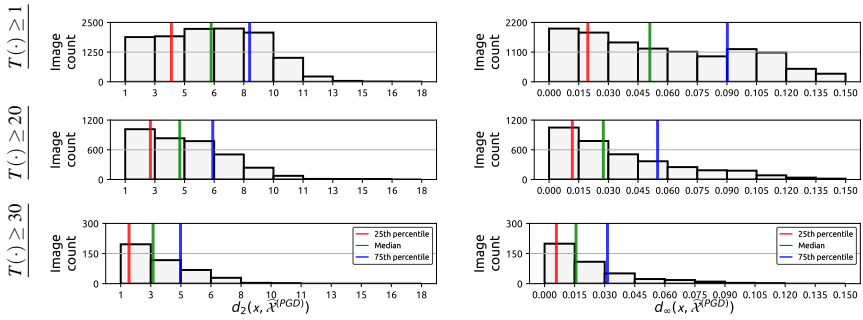 T(·) ≥ 1
Image count
2500
1250
0
1 3 5 6 8 10 11 13 15 16 18
Image count
2200
1100
0
0.000 0.015 0.030 0.045 0.060 0.075 0.090 0.105 0.120 0.135 0.150
T(·) ≥ 20
Image count
1200
600
0
1 3 5 6 8 10 11 13 15 16 18
Image count
1200
600
0
0.000 0.015 0.030 0.045 0.060 0.075 0.090 0.105 0.120 0.135 0.150
T(·) ≥ 30
Image count
300
150
0
25th percentile
Median
75th percentile
1 3 5 6 8 10 11 13 15 16 18
d₂(x, X̂⁽ᴾᴳᴰ⁾)
Image count
300
150
0
25th percentile
Median
75th percentile
0.000 0.015 0.030 0.045 0.060 0.075 0.090 0.105 0.120 0.135 0.150
d∞(x, X̂⁽ᴾᴳᴰ⁾)